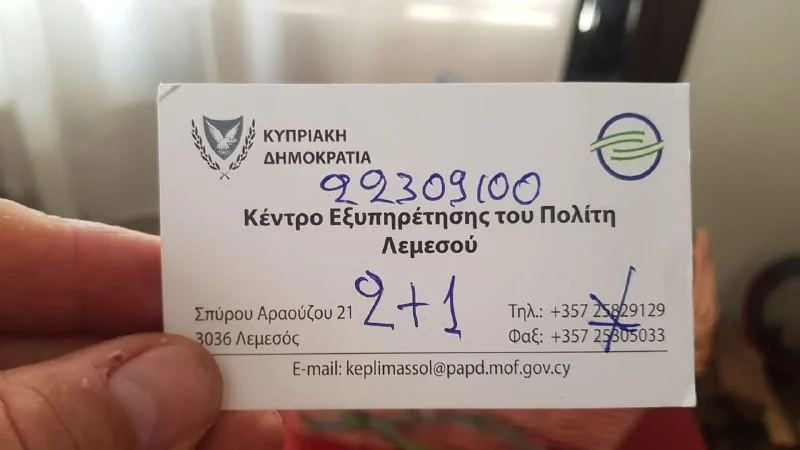 ΚΥΠΡΙΑΚΗ
ΔΗΜΟΚΡΑΤΙΑ
22309100
Κέντρο Εξυπηρέτησης του Πολίτη
Λεμεσού
2+1
Σπύρου Αραούζου 21
3036 Λεμεσός
Τηλ.: +357 25829129
Φαξ: +357 25305033
E-mail: keplimassol@papd.mof.gov.cy